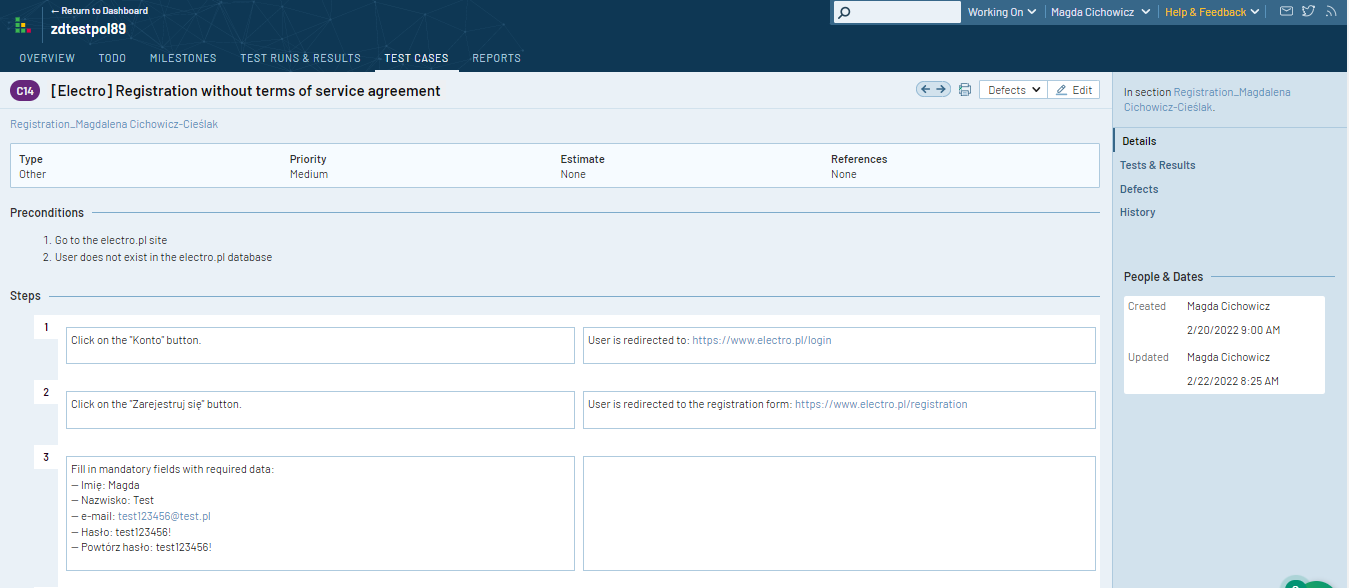 ← Return to Dashboard
zdtestpol89
Working On
Magda Cichowicz
Help & Feedback
OVERVIEW TODO MILESTONES TEST RUNS & RESULTS TEST CASES REPORTS
C14 [Electro] Registration without terms of service agreement
Defects Edit
Registration_Magdalena Cichowicz-Cieślak
Type Priority Estimate References
Other Medium None None
Preconditions
1. Go to the electro.pl site
2. User does not exist in the electro.pl database
Steps
1
Click on the "Konto" button.
User is redirected to: https://www.electro.pl/login
2
Click on the "Zarejestruj się" button.
User is redirected to the registration form: https://www.electro.pl/registration
3
Fill in mandatory fields with required data:
— Imię: Magda
— Nazwisko: Test
— e-mail: test123456@test.pl
— Hasło: test123456!
— Powtórz hasło: test123456!
In section Registration_Magdalena
Cichowicz-Cieślak.
Details
Tests & Results
Defects
History
People & Dates
Created Magda Cichowicz
2/20/2022 9:00 AM
Updated Magda Cichowicz
2/22/2022 8:25 AM